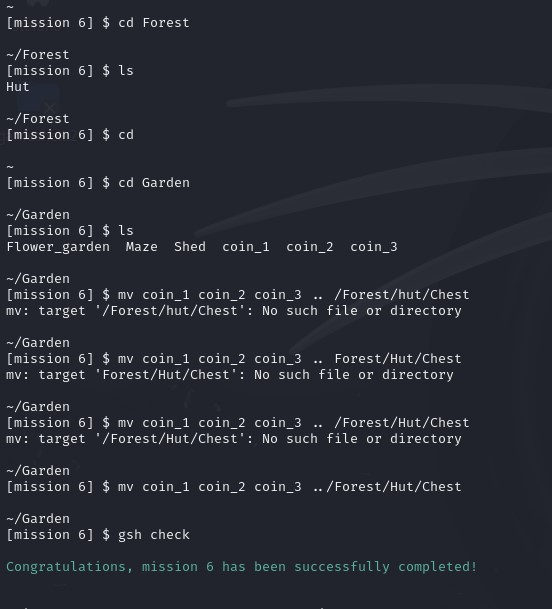 ~
[mission 6] $ cd Forest
~/Forest
[mission 6] $ ls
Hut
~/Forest
[mission 6] $ cd
~
[mission 6] $ cd Garden
~/Garden
[mission 6] $ ls
Flower_garden  Maze  Shed  coin_1  coin_2  coin_3
~/Garden
[mission 6] $ mv coin_1 coin_2 coin_3 .. /Forest/hut/Chest
mv: target '/Forest/hut/Chest': No such file or directory
~/Garden
[mission 6] $ mv coin_1 coin_2 coin_3 .. Forest/Hut/Chest
mv: target 'Forest/Hut/Chest': No such file or directory
~/Garden
[mission 6] $ mv coin_1 coin_2 coin_3 .. /Forest/Hut/Chest
mv: target '/Forest/Hut/Chest': No such file or directory
~/Garden
[mission 6] $ mv coin_1 coin_2 coin_3 ../Forest/Hut/Chest
~/Garden
[mission 6] $ gsh check
Congratulations, mission 6 has been successfully completed!